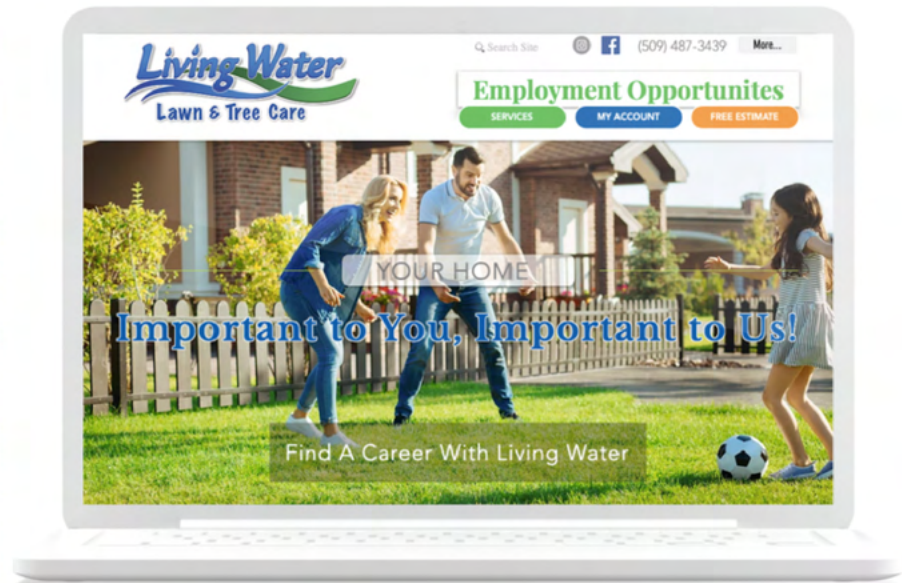 Living Water
Lawn & Tree Care
Search Site
(509) 487-3439
More...
Employment Opportunites
SERVICES
MY ACCOUNT
FREE ESTIMATE
YOUR HOME
Important to You, Important to Us!
Find A Career With Living Water